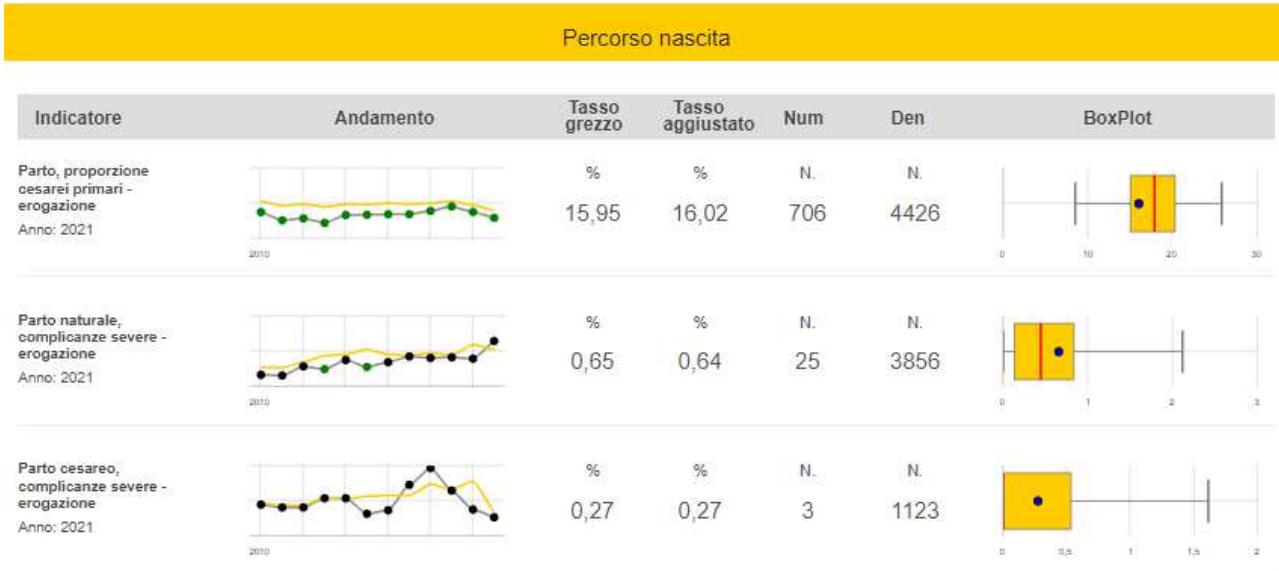 Percorso nascita
Indicatore Andamento Tasso grezzo Tasso aggiustato Num Den BoxPlot
Parto, proporzione
cesarei primari -
erogazione
Anno: 2021
2010
% % N. N.
15,95 16,02 706 4426
0 10 20 30
Parto naturale,
complicanze severe -
erogazione
Anno: 2021
2010
% % N. N.
0,65 0,64 25 3856
0 1 2 3
Parto cesareo,
complicanze severe -
erogazione
Anno: 2021
2010
% % N. N.
0,27 0,27 3 1123
0 0,5 1 1,5 2